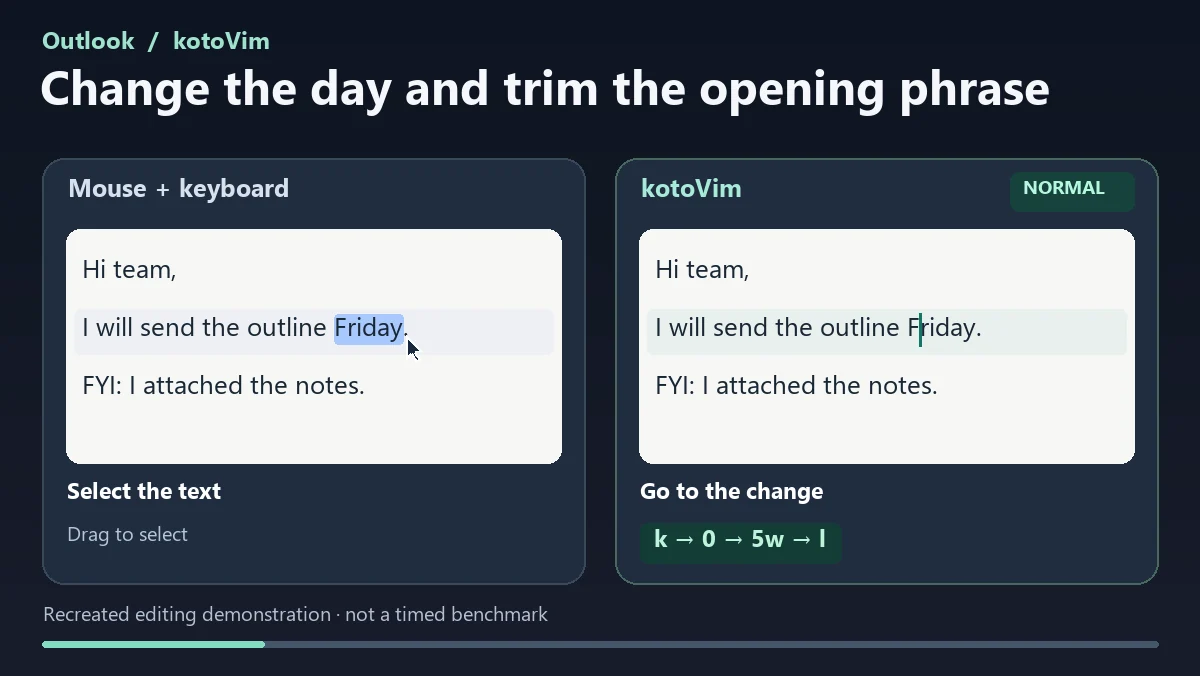 Outlook / kotoVim
Change the day and trim the opening phrase
Mouse + keyboard
Hi team,
I will send the outline Friday.
FYI: I attached the notes.
Select the text
Drag to select
kotoVim
NORMAL
Hi team,
I will send the outline Friday.
FYI: I attached the notes.
Go to the change
k → 0 → 5w → l
Recreated editing demonstration · not a timed benchmark